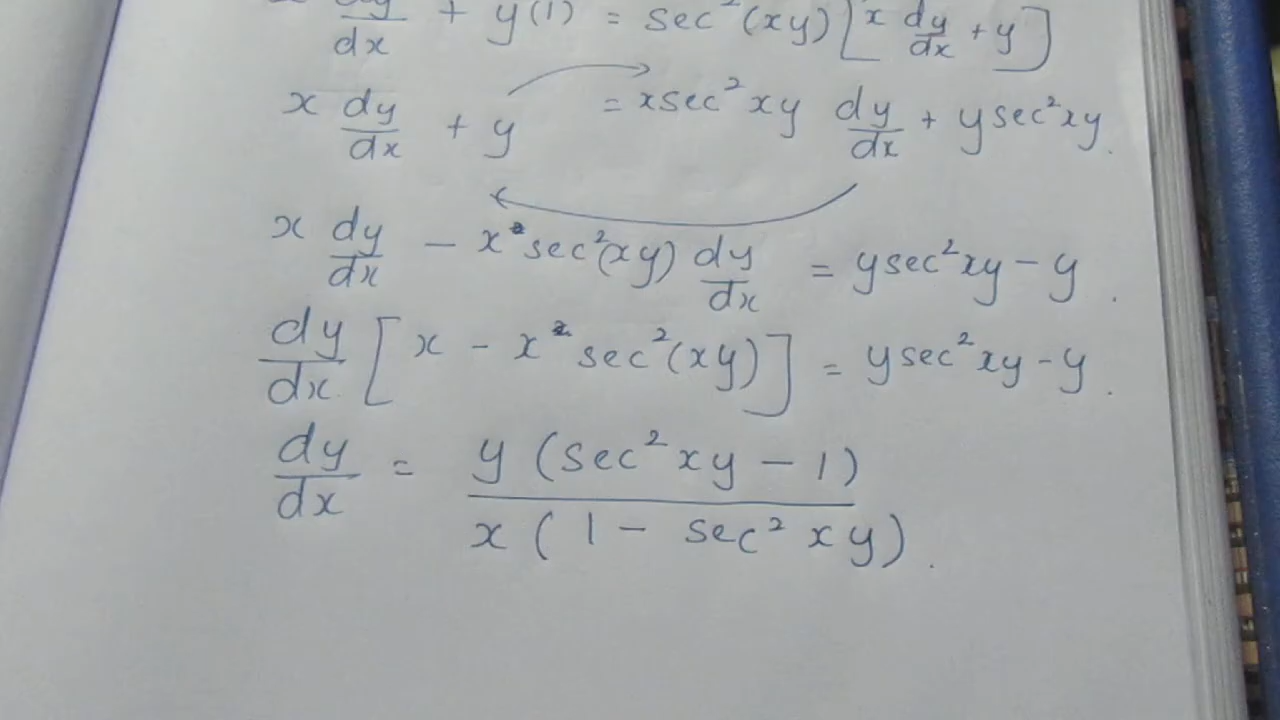 x dy/dx + y(1) = sec²(xy) [x dy/dx + y]
x dy/dx + y = x sec² xy dy/dx + y sec² xy.
x dy/dx - x sec²(xy) dy/dx = y sec² xy - y.
dy/dx [x - x sec²(xy)] = y sec² xy - y.
dy/dx = y (sec² xy - 1) / x (1 - sec² xy).